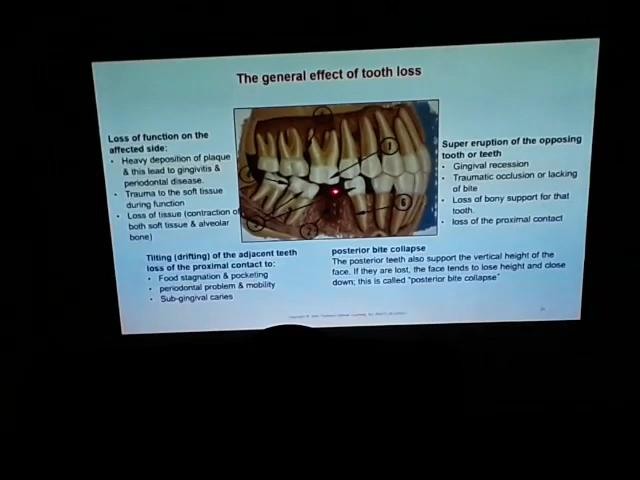 The general effect of tooth loss
Loss of function on the
affected side:
• Heavy deposition of plaque
& this lead to gingivitis &
periodontal disease.
• Trauma to the soft tissue
during function
• Loss of tissue (contraction of
both soft tissue & alveolar
bone)
1
6
2
Super eruption of the opposing
tooth or teeth
• Gingival recession
• Traumatic occlusion or lacking
of bite
• Loss of bony support for that
tooth.
• loss of the proximal contact
Tilting (drifting) of the adjacent teeth
loss of the proximal contact to:
• Food stagnation & pocketing
• periodontal problem & mobility
• Sub-gingival caries
posterior bite collapse
The posterior teeth also support the vertical height of the
face. If they are lost, the face tends to lose height and close
down; this is called "posterior bite collapse"